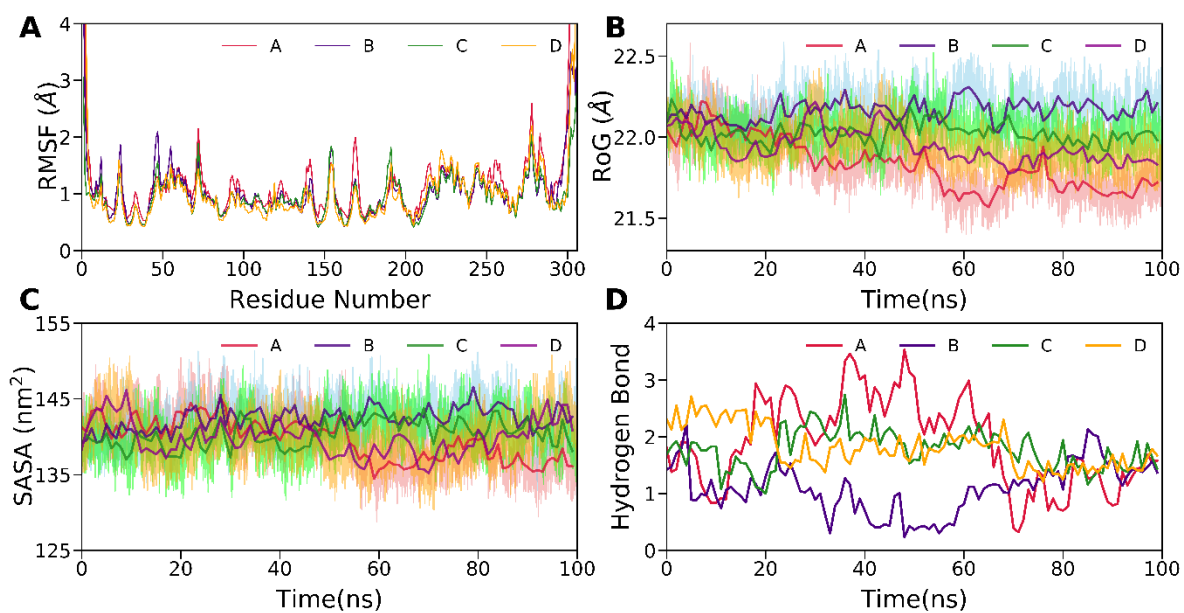 A
RMSF (Å)
4
3
2
1
0
A B C D
0 50 100 150 200 250 300
Residue Number
B
RoG (Å)
22.5
22.0
21.5
A B C D
0 20 40 60 80 100
Time(ns)
C
SASA (nm²)
155
145
135
125
A B C D
0 20 40 60 80 100
Time(ns)
D
Hydrogen Bond
4
3
2
1
0
A B C D
0 20 40 60 80 100
Time(ns)